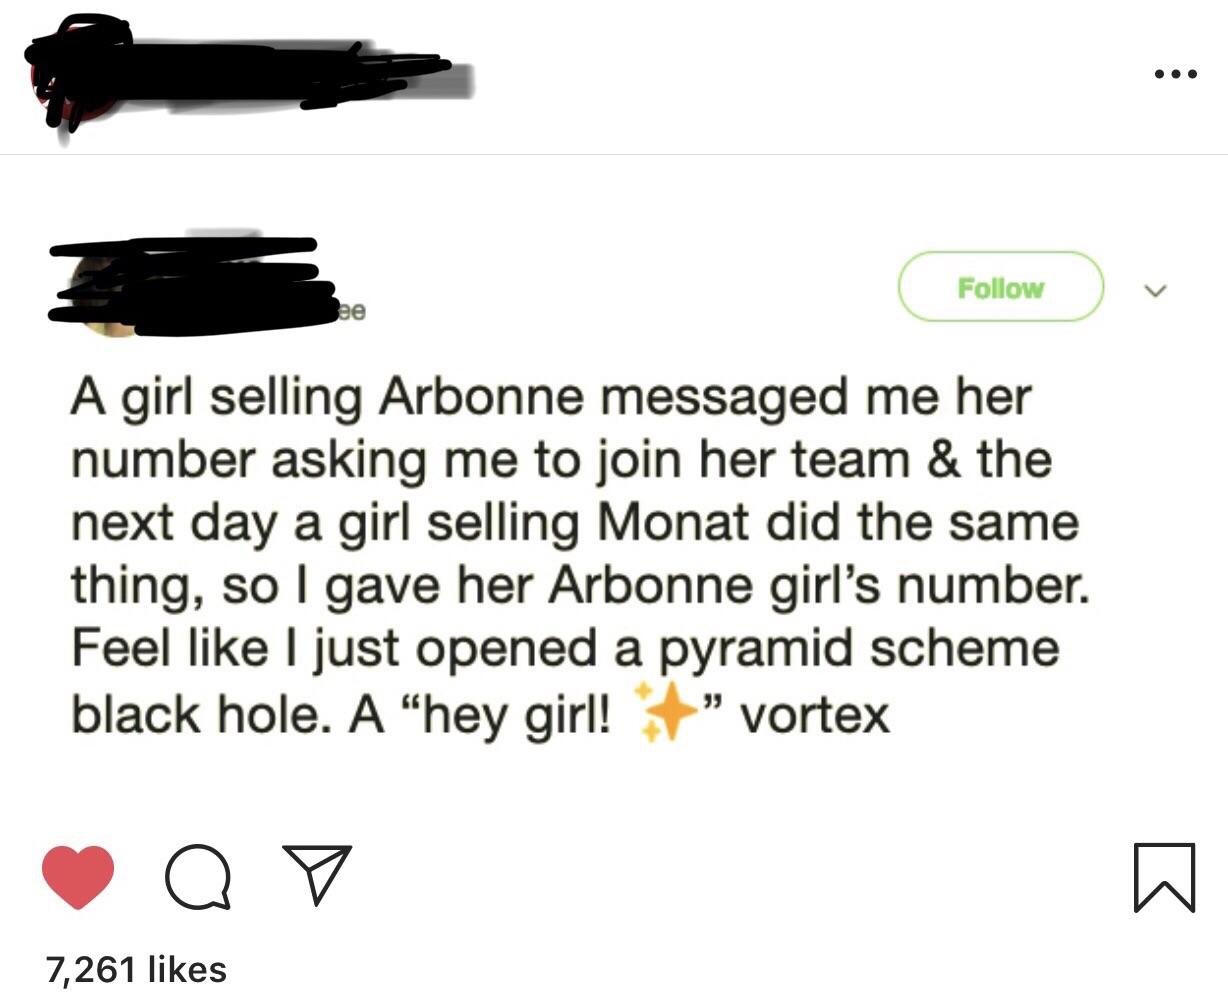 ee
Follow
A girl selling Arbonne messaged me her
number asking me to join her team & the
next day a girl selling Monat did the same
thing, so I gave her Arbonne girl’s number.
Feel like I just opened a pyramid scheme
black hole. A “hey girl! ✨” vortex
7,261 likes